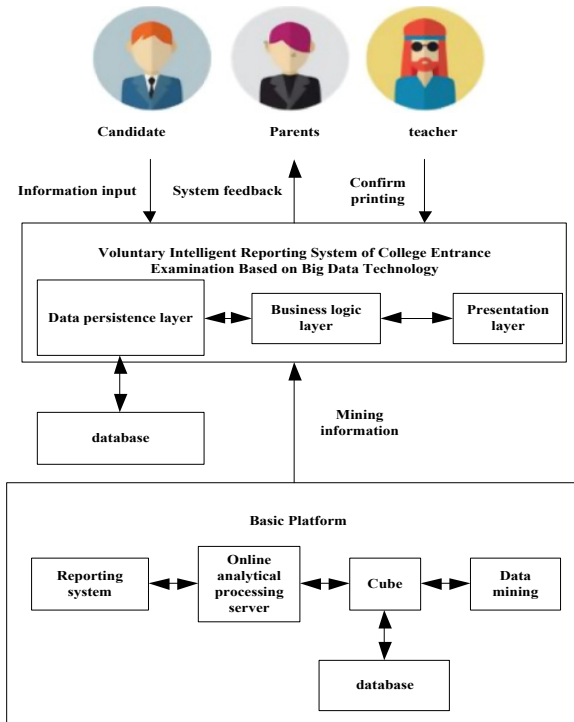 Candidate
Parents
teacher
Information input
System feedback
Confirm
printing
Voluntary Intelligent Reporting System of College Entrance
Examination Based on Big Data Technology
Data persistence layer
Business logic
layer
Presentation
layer
database
Mining
information
Basic Platform
Reporting
system
Online
analytical
processing
server
Cube
Data
mining
database